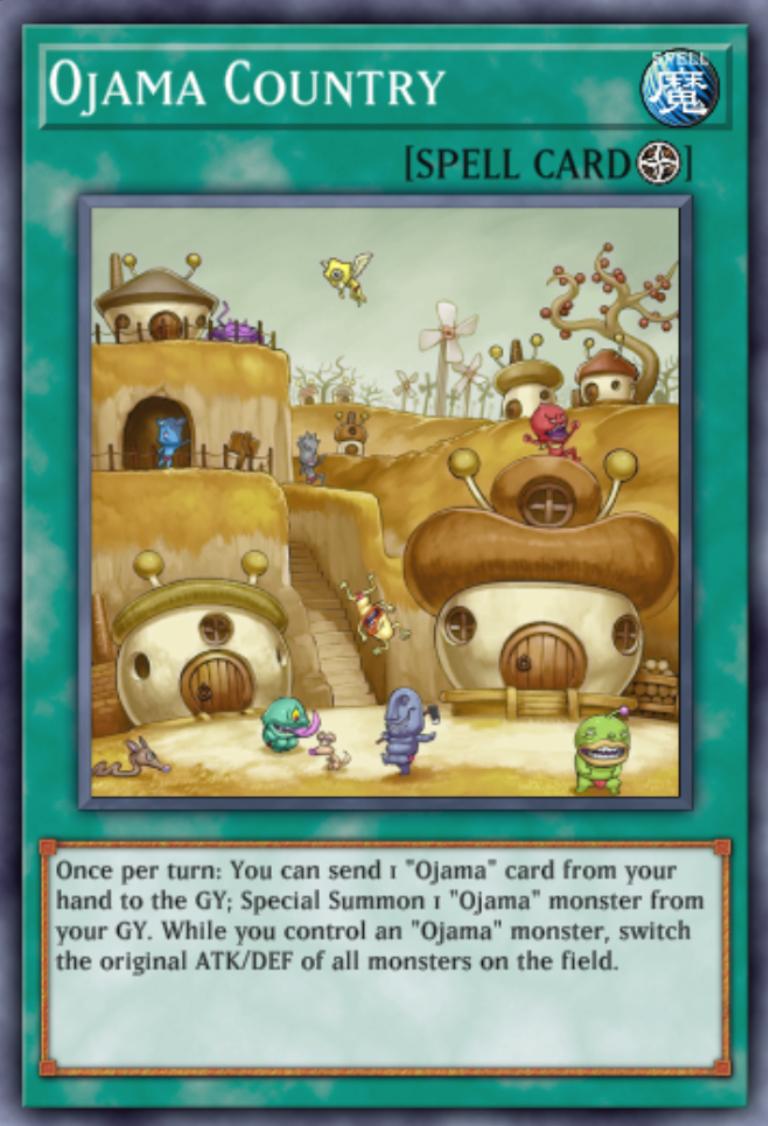 Ojama Country
SPELL
魔
[SPELL CARD]
Once per turn: You can send 1 "Ojama" card from your
hand to the GY; Special Summon 1 "Ojama" monster from
your GY. While you control an "Ojama" monster, switch
the original ATK/DEF of all monsters on the field.